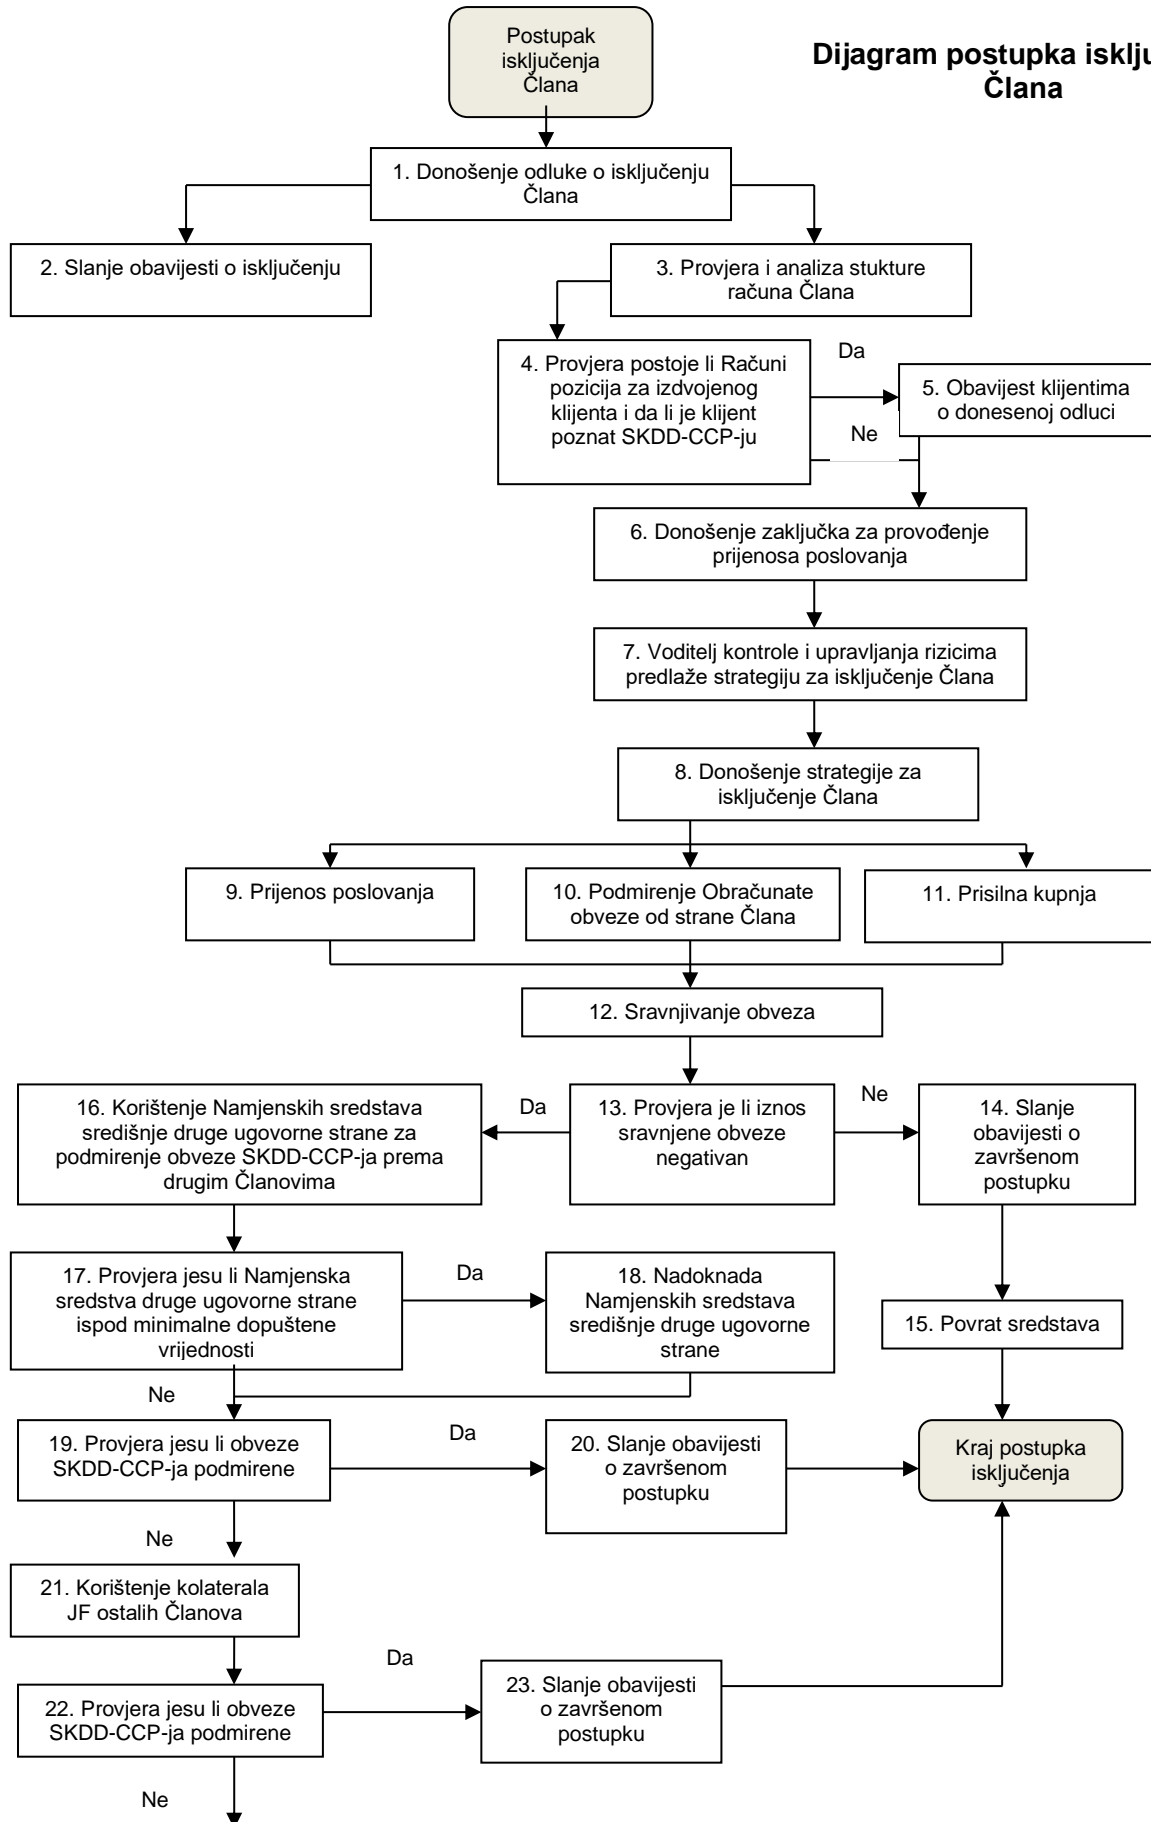 Postupak
isključenja
Člana
Dijagram postupka isklju
Člana
1. Donošenje odluke o isključenju
Člana
2. Slanje obavijesti o isključenju
3. Provjera i analiza stukture
računa Člana
4. Provjera postoje li Računi
pozicija za izdvojenog
klijenta i da li je klijent
poznat SKDD-CCP-ju
Da
5. Obavijest klijentima
o donesenoj odluci
Ne
6. Donošenje zaključka za provođenje
prijenosa poslovanja
7. Voditelj kontrole i upravljanja rizicima
predlaže strategiju za isključenje Člana
8. Donošenje strategije za
isključenje Člana
9. Prijenos poslovanja
10. Podmirenje Obračunate
obveze od strane Člana
11. Prisilna kupnja
12. Sravnjivanje obveza
16. Korištenje Namjenskih sredstava
središnje druge ugovorne strane za
podmirenje obveze SKDD-CCP-ja prema
drugim Članovima
Da
13. Provjera je li iznos
sravnjene obveze
negativan
Ne
14. Slanje
obavijesti o
završenom
postupku
17. Provjera jesu li Namjenska
sredstva druge ugovorne strane
ispod minimalne dopuštene
vrijednosti
Da
18. Nadoknada
Namjenskih sredstava
središnje druge ugovorne
strane
15. Povrat sredstava
Ne
19. Provjera jesu li obveze
SKDD-CCP-ja podmirene
Da
20. Slanje obavijesti
o završenom
postupku
Kraj postupka
isključenja
Ne
21. Korištenje kolaterala
JF ostalih Članova
Da
22. Provjera jesu li obveze
SKDD-CCP-ja podmirene
23. Slanje obavijesti
o završenom
postupku
Ne